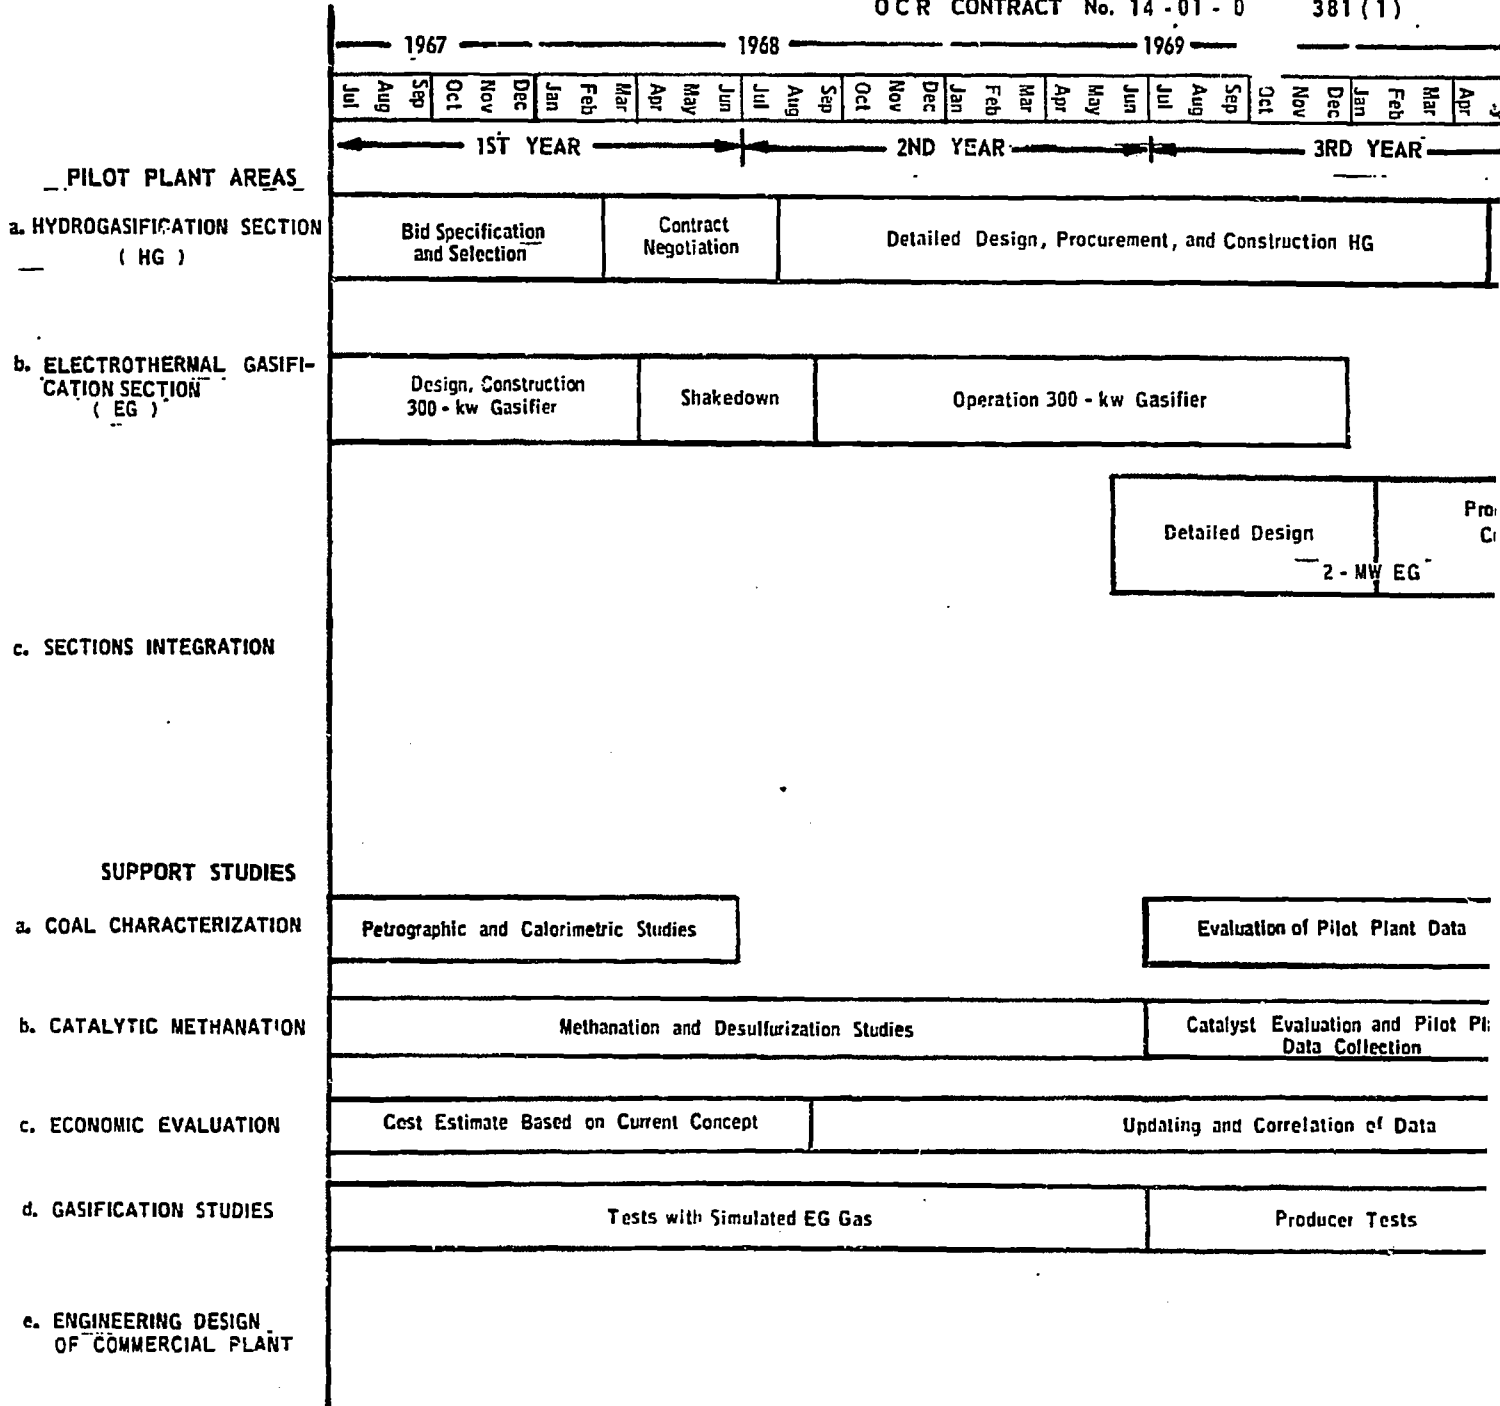 OCR CONTRACT No. 14-01-0 381(1)
1967 1968 1969
Jul Aug Sep Oct Nov Dec Jan Feb Mar Apr May Jun Jul Aug Sep Oct Nov Dec Jan Feb Mar Apr May Jun Jul Aug Sep Oct Nov Dec Jan Feb Mar Apr
1ST YEAR 2ND YEAR 3RD YEAR
PILOT PLANT AREAS
a. HYDROGASIFICATION SECTION
( HG )
Bid Specification
and Selection
Contract
Negotiation
Detailed Design, Procurement, and Construction HG
b. ELECTROTHERMAL GASIFI-
CATION SECTION
( EG )
Design, Construction
300 - kw Gasifier
Shakedown
Operation 300 - kw Gasifier
Detailed Design
2 - MW EG
c. SECTIONS INTEGRATION
SUPPORT STUDIES
a. COAL CHARACTERIZATION
Petrographic and Calorimetric Studies
Evaluation of Pilot Plant Data
b. CATALYTIC METHANATION
Methanation and Desulfurization Studies
Catalyst Evaluation and Pilot
Data Collection
c. ECONOMIC EVALUATION
Cost Estimate Based on Current Concept
Updating and Correlation of Data
d. GASIFICATION STUDIES
Tests with Simulated EG Gas
Producer Tests
e. ENGINEERING DESIGN
OF COMMERCIAL PLANT